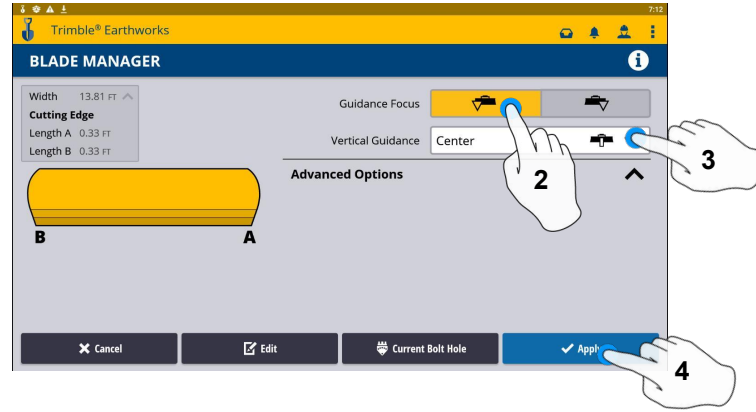 7:12
Trimble® Earthworks
BLADE MANAGER
Width 13.81 FT
Cutting Edge
Length A 0.33 FT
Length B 0.33 FT
B A
Guidance Focus
Vertical Guidance Center
Advanced Options
2
3
Cancel Edit Current Bolt Hole Apply
4